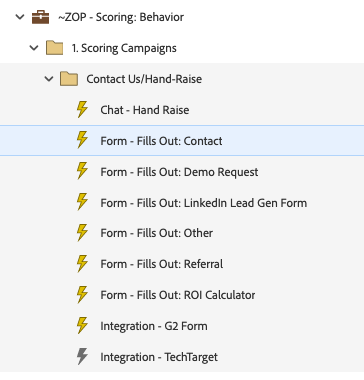 ~ZOP - Scoring: Behavior
1. Scoring Campaigns
Contact Us/Hand-Raise
Chat - Hand Raise
Form - Fills Out: Contact
Form - Fills Out: Demo Request
Form - Fills Out: LinkedIn Lead Gen Form
Form - Fills Out: Other
Form - Fills Out: Referral
Form - Fills Out: ROI Calculator
Integration - G2 Form
Integration - TechTarget